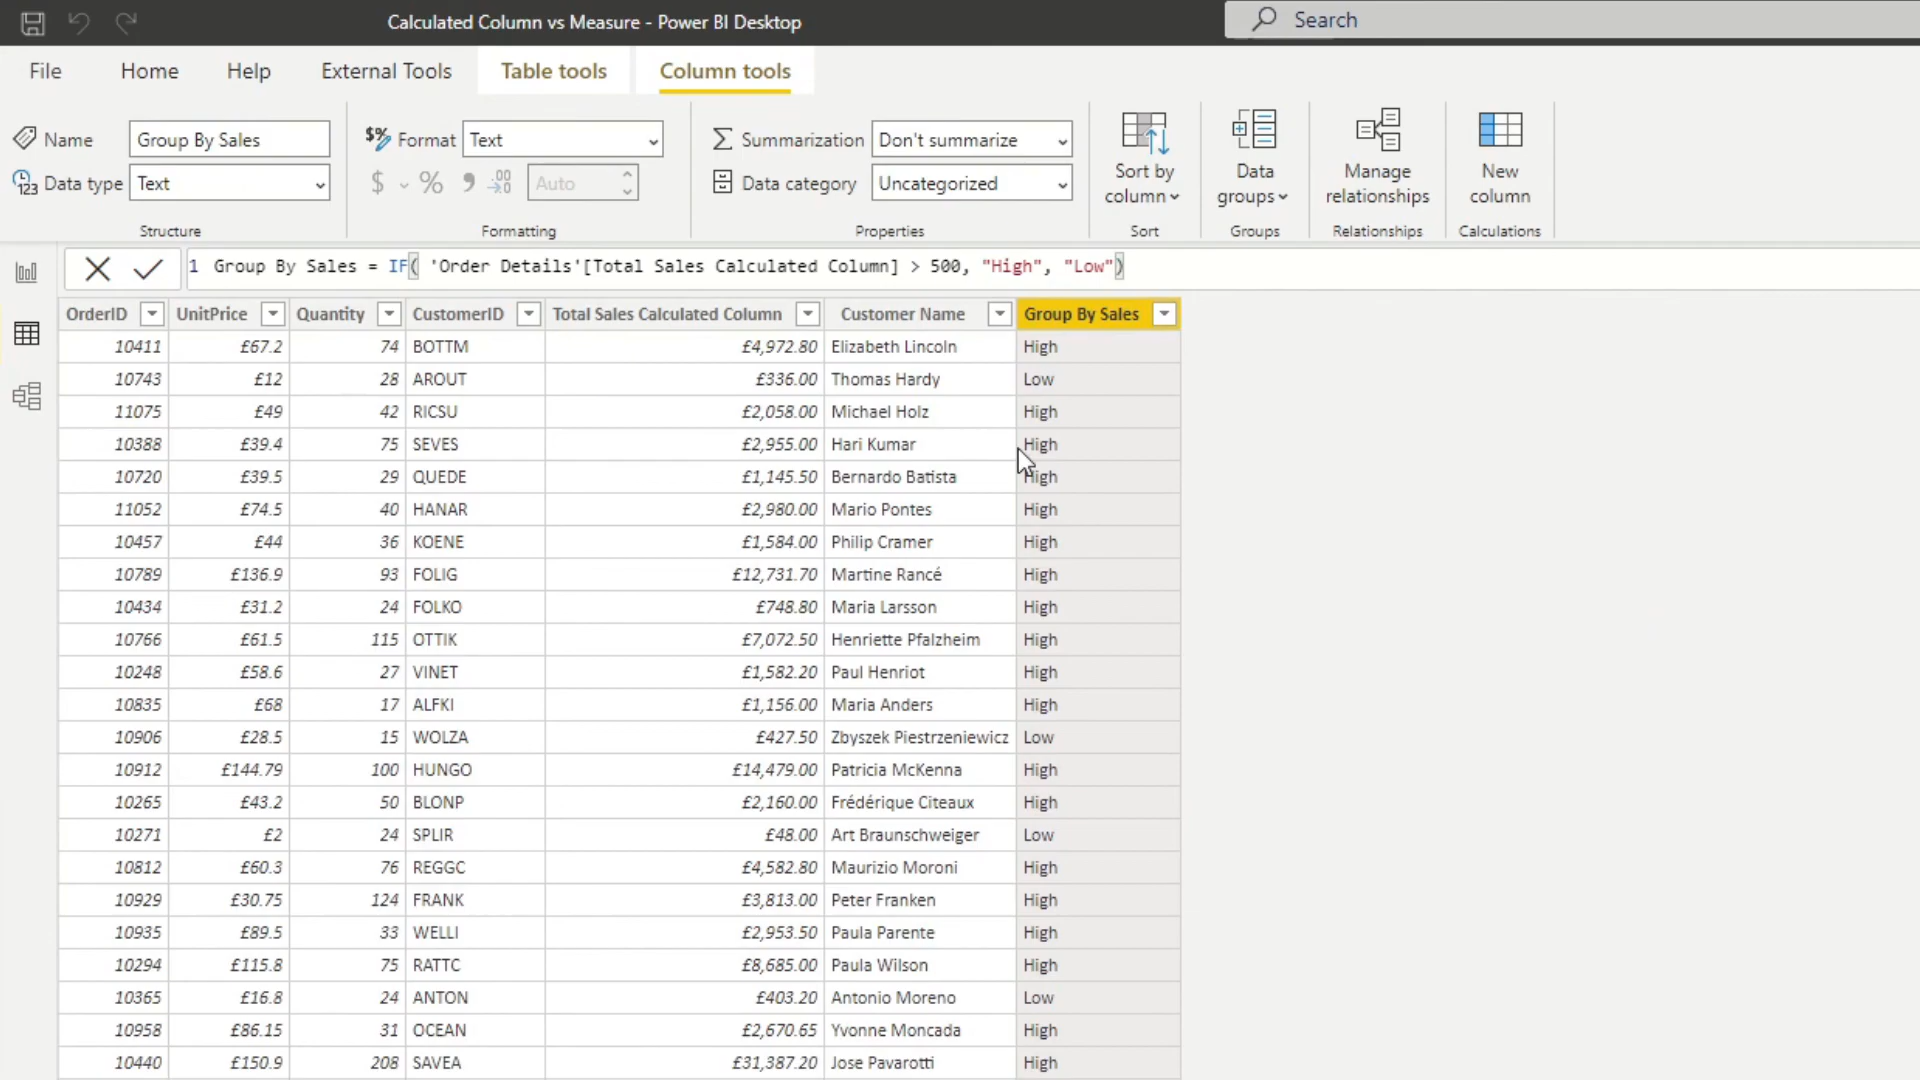 Calculated Column vs Measure - Power BI Desktop
Search
File Home Help External Tools Table tools Column tools
Name Group By Sales $% Format Text Summarization Don't summarize
Data type Text $ % Auto Data category Uncategorized
Sort by column
Data groups
Manage relationships
New column
Structure Formatting Properties Sort Groups Relationships Calculations
1 Group By Sales = IF( 'Order Details'[Total Sales Calculated Column] > 500, "High", "Low")
OrderID UnitPrice Quantity CustomerID Total Sales Calculated Column Customer Name Group By Sales
10411 £67.2 74 BOTTM £4,972.80 Elizabeth Lincoln High
10743 £12 28 AROUT £336.00 Thomas Hardy Low
11075 £49 42 RICSU £2,058.00 Michael Holz High
10388 £39.4 75 SEVES £2,955.00 Hari Kumar High
10720 £39.5 29 QUEDE £1,145.50 Bernardo Batista High
11052 £74.5 40 HANAR £2,980.00 Mario Pontes High
10457 £44 36 KOENE £1,584.00 Philip Cramer High
10789 £136.9 93 FOLIG £12,731.70 Martine Rancé High
10434 £31.2 24 FOLKO £748.80 Maria Larsson High
10766 £61.5 115 OTTIK £7,072.50 Henriette Pfalzheim High
10248 £58.6 27 VINET £1,582.20 Paul Henriot High
10835 £68 17 ALFKI £1,156.00 Maria Anders High
10906 £28.5 15 WOLZA £427.50 Zbyszek Piestrzeniewicz Low
10912 £144.79 100 HUNGO £14,479.00 Patricia McKenna High
10265 £43.2 50 BLONP £2,160.00 Frédérique Citeaux High
10271 £2 24 SPLIR £48.00 Art Braunschweiger Low
10812 £60.3 76 REGGC £4,582.80 Maurizio Moroni High
10929 £30.75 124 FRANK £3,813.00 Peter Franken High
10935 £89.5 33 WELLI £2,953.50 Paula Parente High
10294 £115.8 75 RATTC £8,685.00 Paula Wilson High
10365 £16.8 24 ANTON £403.20 Antonio Moreno Low
10958 £86.15 31 OCEAN £2,670.65 Yvonne Moncada High
10440 £150.9 208 SAVEA £31,387.20 Jose Pavarotti High